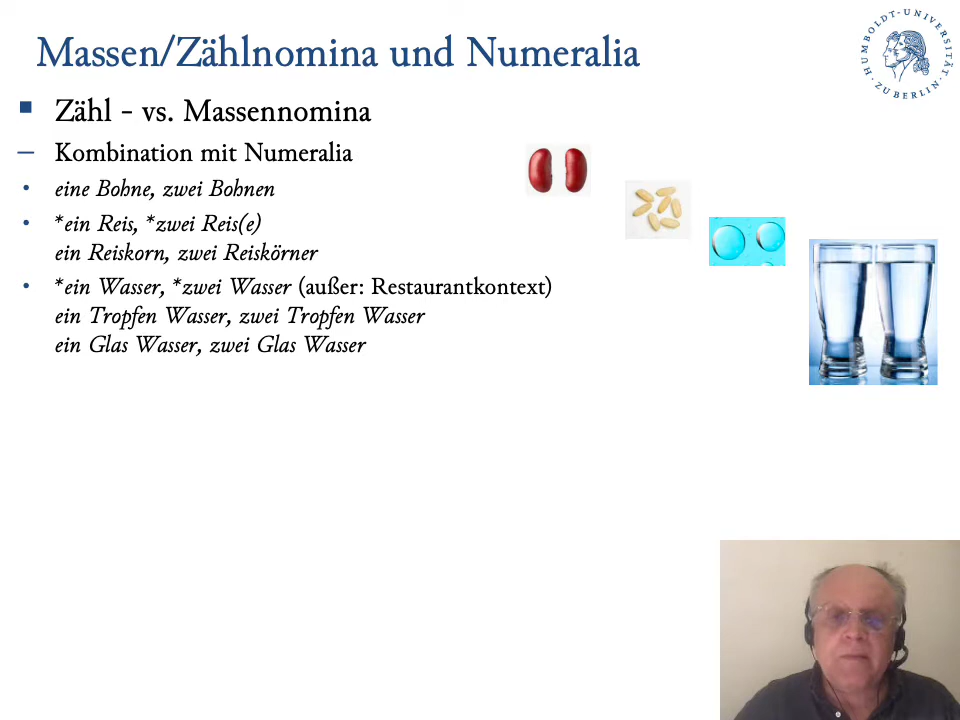 Massen/Zählnomina und Numeralia
HUMBOLDT-UNIVERSITÄT
ZU BERLIN
Zähl - vs. Massennomina
Kombination mit Numeralia
eine Bohne, zwei Bohnen
*ein Reis, *zwei Reis(e)
ein Reiskorn, zwei Reiskörner
*ein Wasser, *zwei Wasser (außer: Restaurantkontext)
ein Tropfen Wasser, zwei Tropfen Wasser
ein Glas Wasser, zwei Glas Wasser